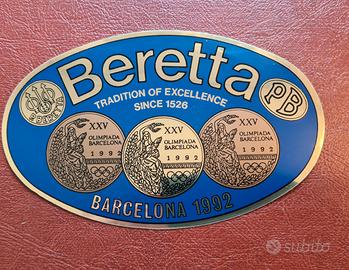 Beretta
TRADITION OF EXCELLENCE
SINCE 1526
PB
XXV
OLIMPIADA
BARCELONA
1992
XXV
OLIMPIADA
BARCELONA
1992
XXV
OLIMPIADA
BARCELONA
1992
BARCELONA 1992
subito